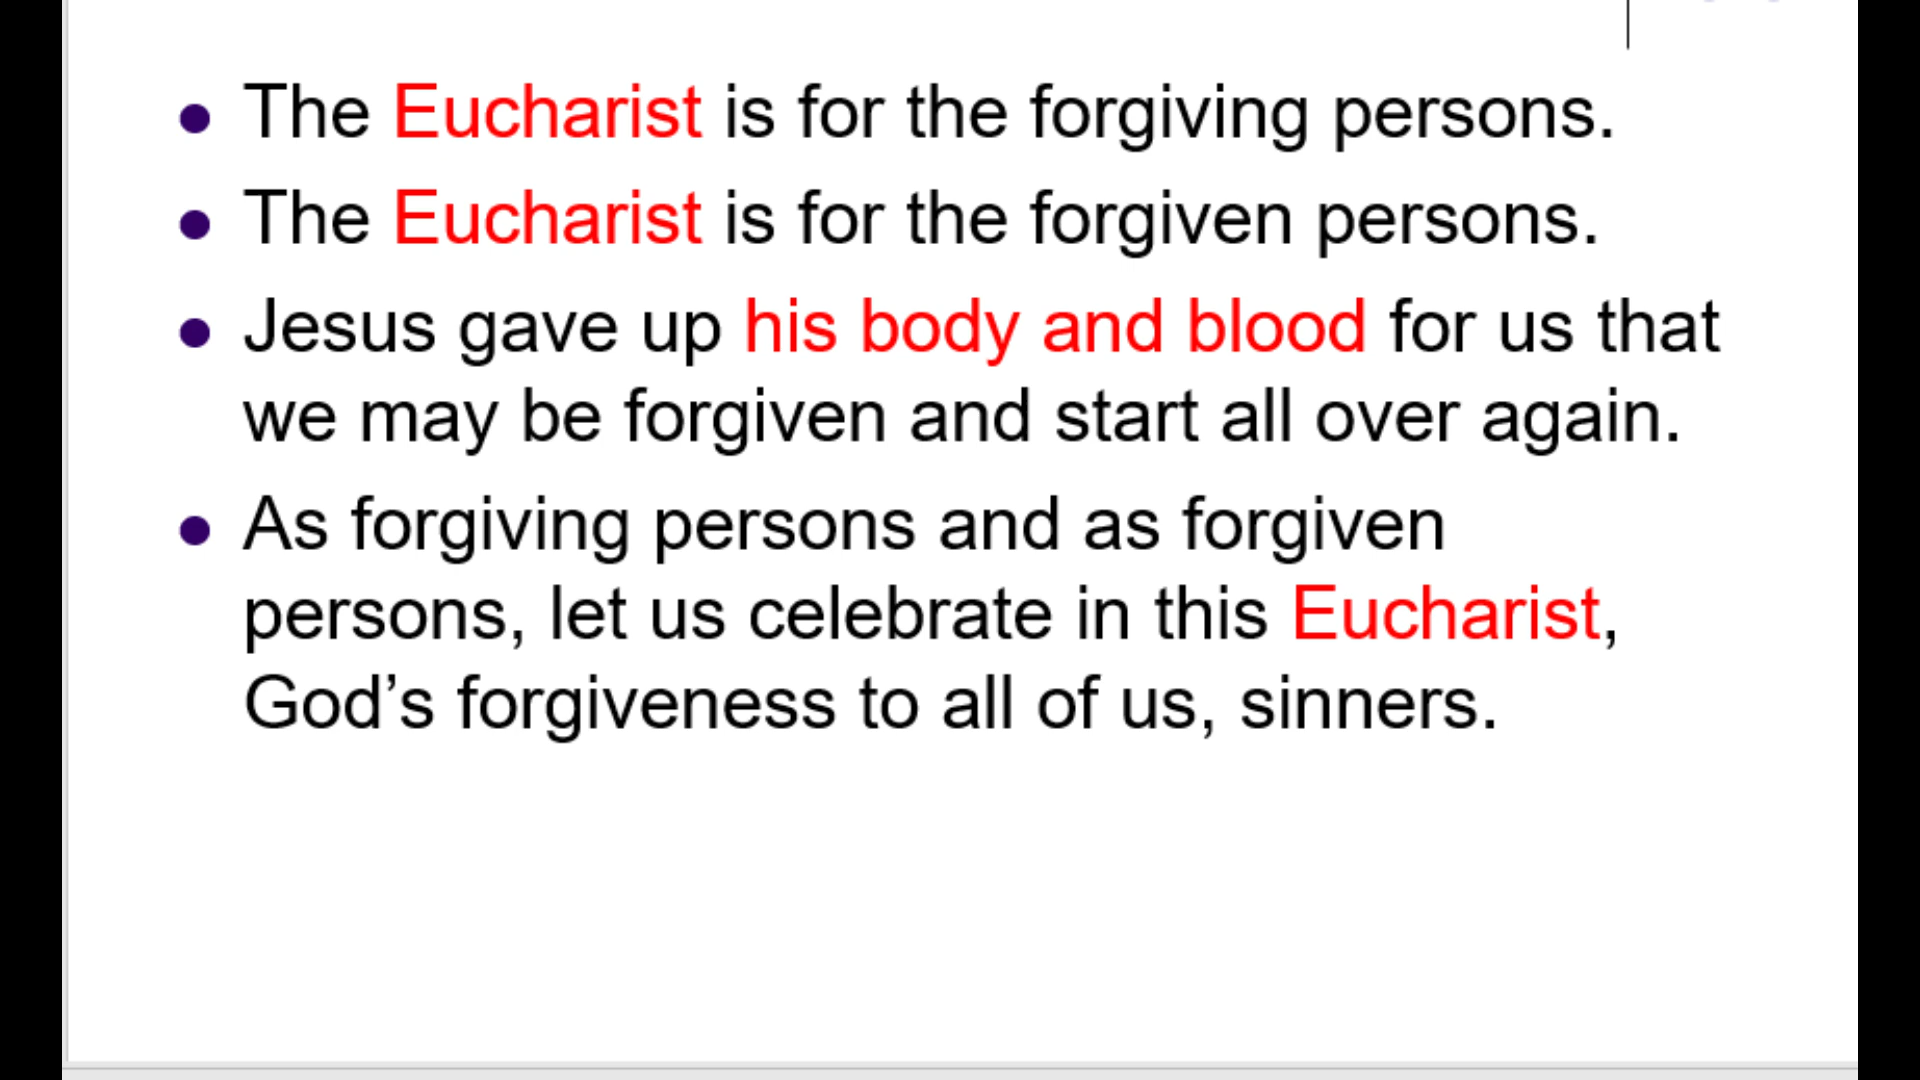 • The Eucharist is for the forgiving persons.
• The Eucharist is for the forgiven persons.
• Jesus gave up his body and blood for us that
we may be forgiven and start all over again.
• As forgiving persons and as forgiven
persons, let us celebrate in this Eucharist,
God’s forgiveness to all of us, sinners.